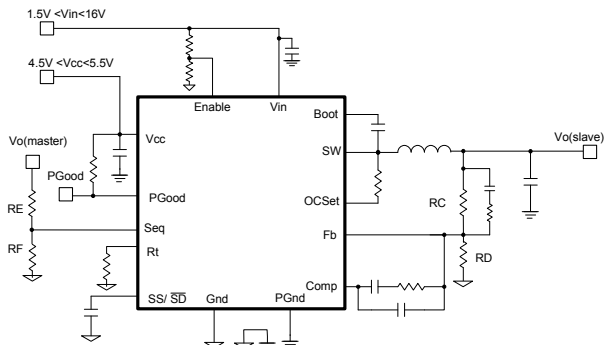 1.5V <Vin<16V
4.5V <Vcc<5.5V
Enable
Vin
Boot
Vo(master)
Vcc
SW
Vo(slave)
PGood
PGood
OCSet
RC
RE
Seq
Fb
RF
Rt
RD
Comp
SS/ SD
Gnd
PGnd